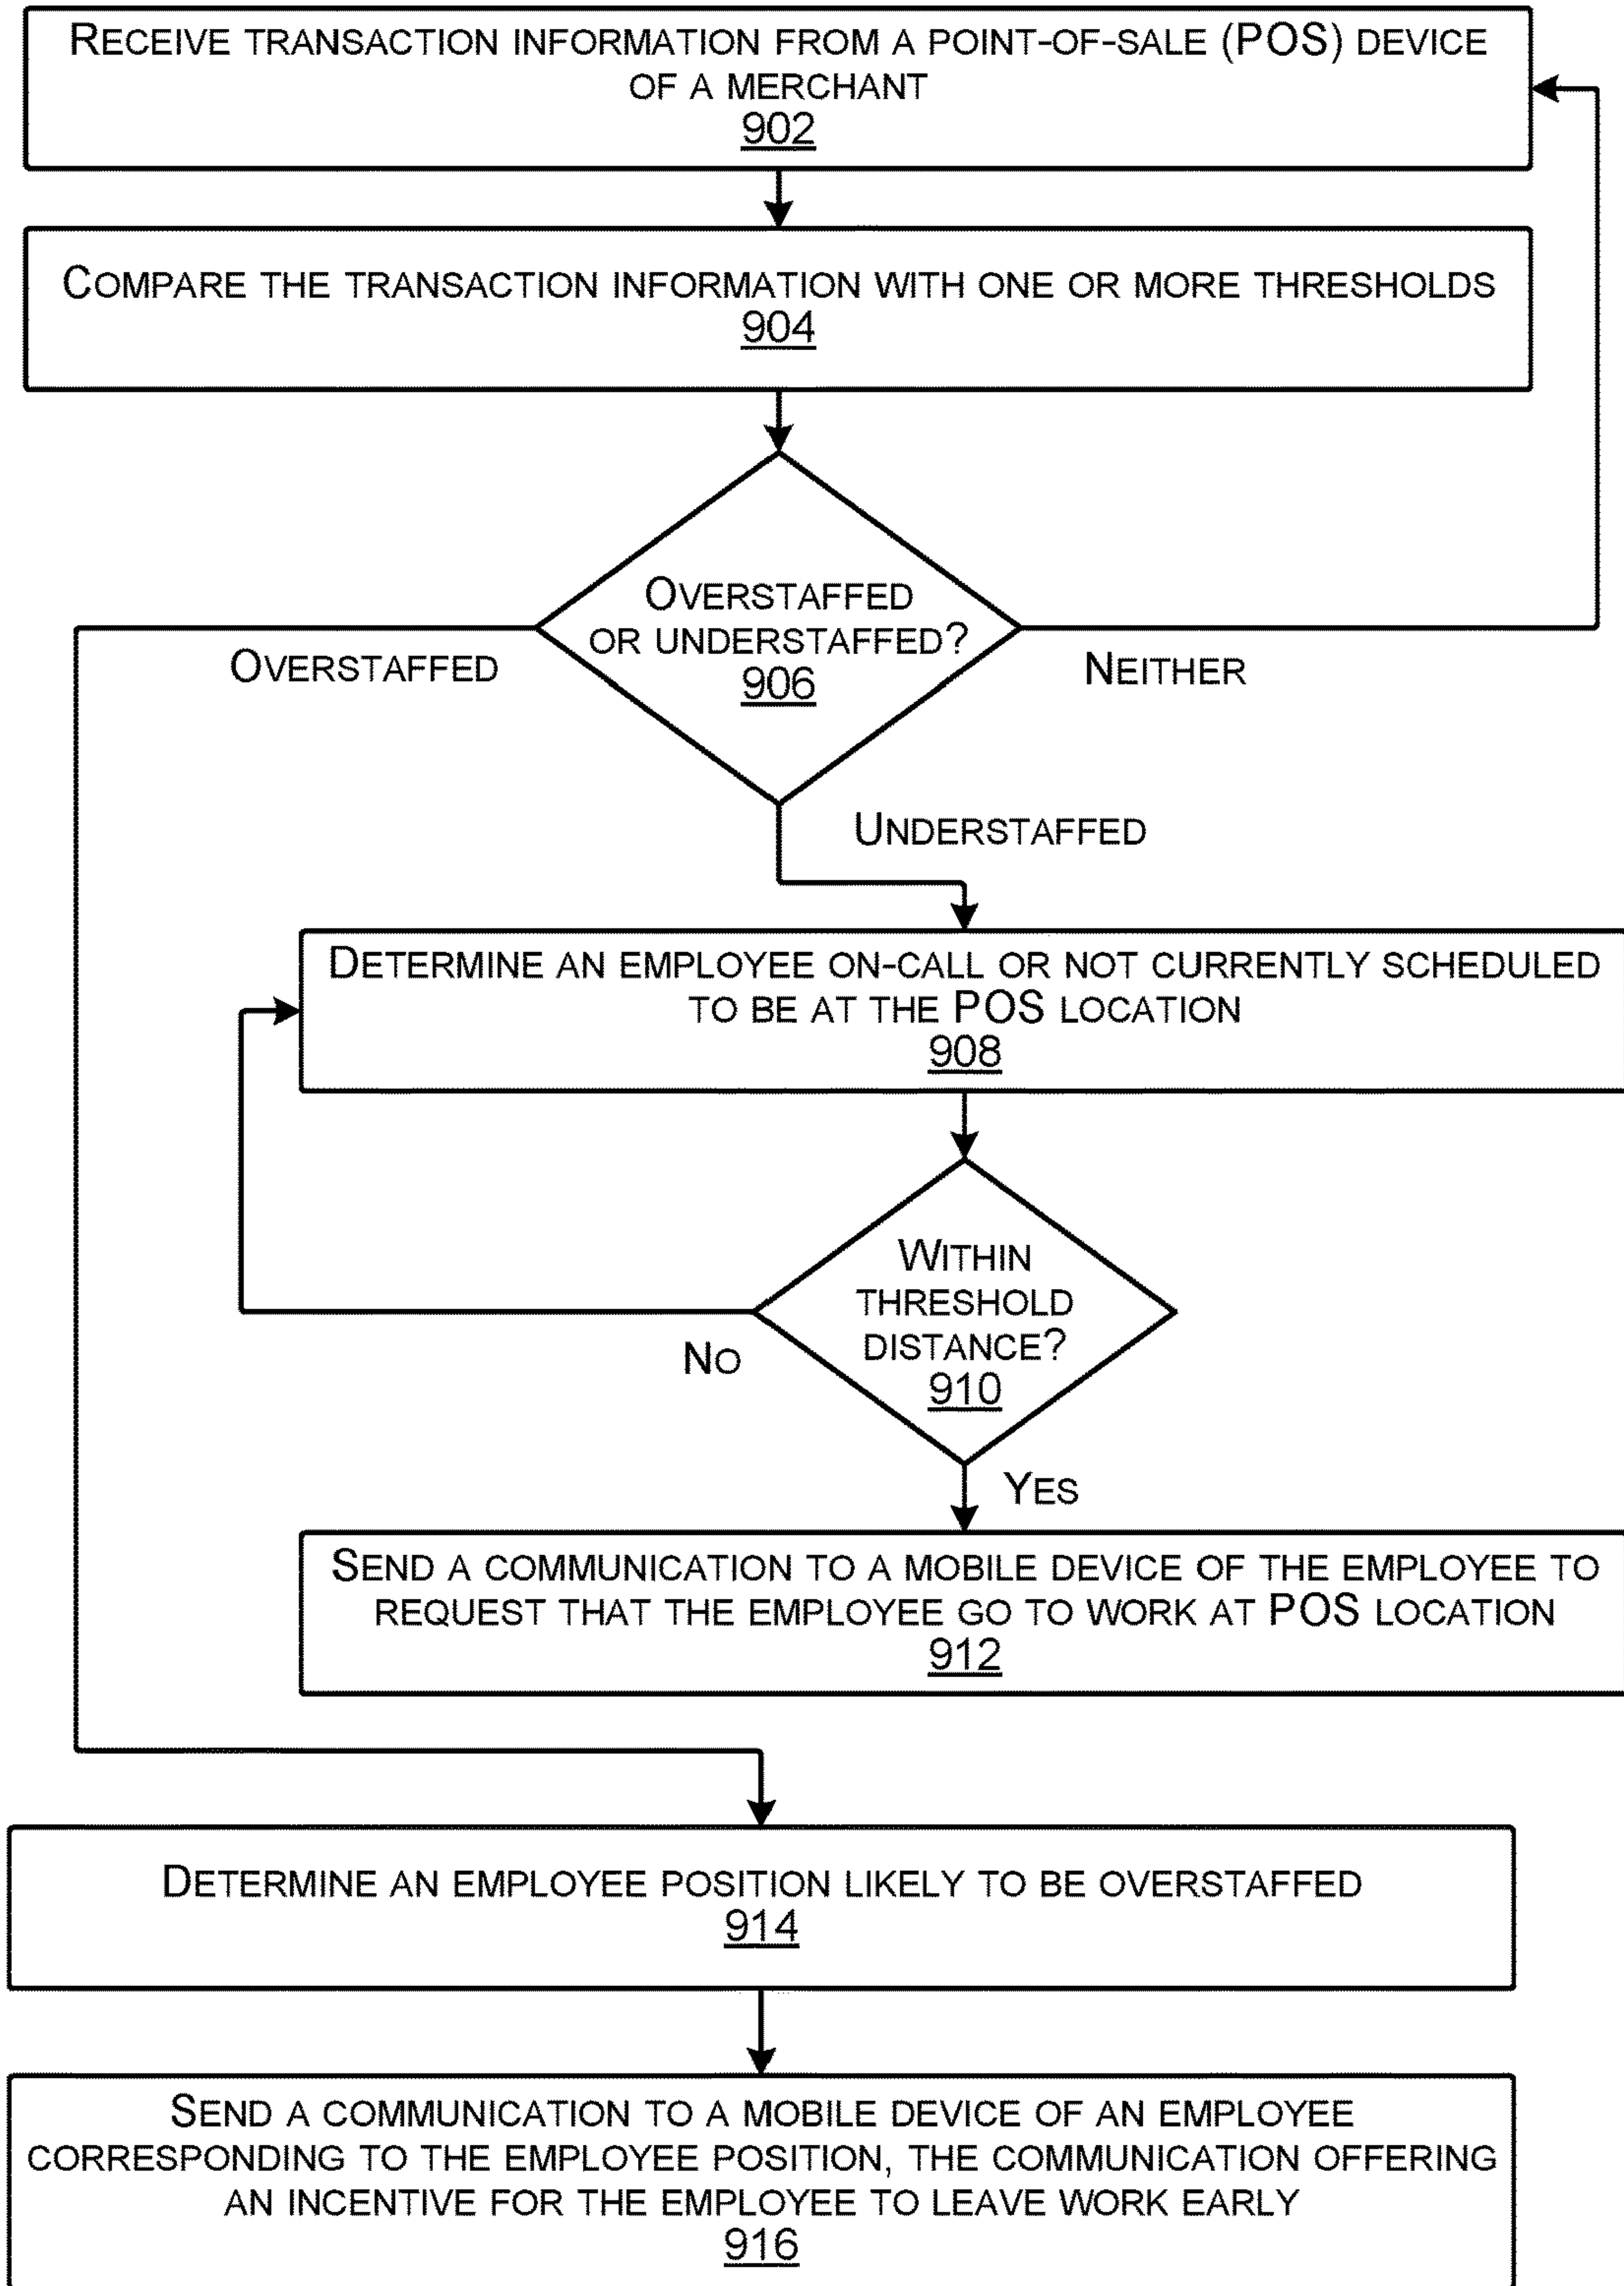 RECEIVE TRANSACTION INFORMATION FROM A POINT-OF-SALE (POS) DEVICE
OF A MERCHANT
902
COMPARE THE TRANSACTION INFORMATION WITH ONE OR MORE THRESHOLDS
904
OVERSTAFFED
OR UNDERSTAFFED?
906
OVERSTAFFED
NEITHER
UNDERSTAFFED
DETERMINE AN EMPLOYEE ON-CALL OR NOT CURRENTLY SCHEDULED
TO BE AT THE POS LOCATION
908
WITHIN
THRESHOLD
DISTANCE?
910
NO
YES
SEND A COMMUNICATION TO A MOBILE DEVICE OF THE EMPLOYEE TO
REQUEST THAT THE EMPLOYEE GO TO WORK AT POS LOCATION
912
DETERMINE AN EMPLOYEE POSITION LIKELY TO BE OVERSTAFFED
914
SEND A COMMUNICATION TO A MOBILE DEVICE OF AN EMPLOYEE
CORRESPONDING TO THE EMPLOYEE POSITION, THE COMMUNICATION OFFERING
AN INCENTIVE FOR THE EMPLOYEE TO LEAVE WORK EARLY
916